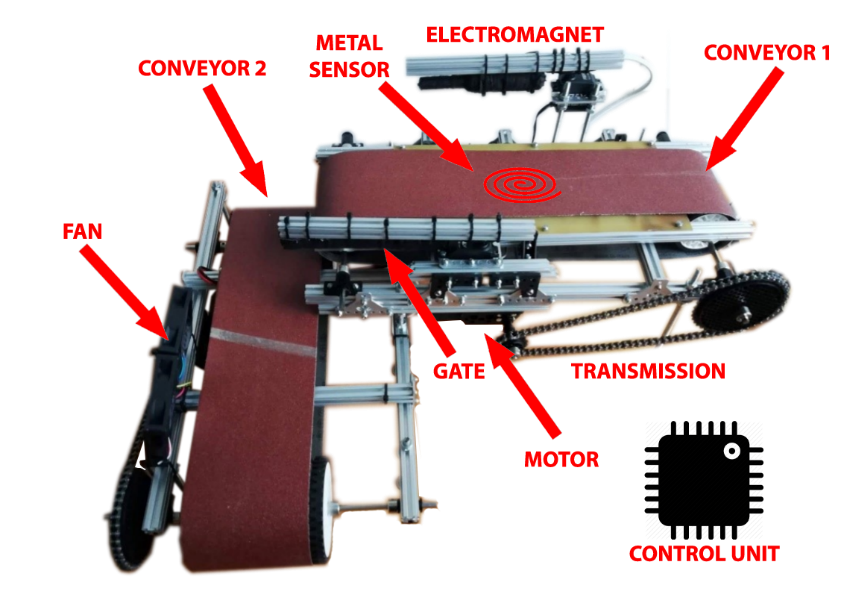 ELECTROMAGNET
METAL
SENSOR
CONVEYOR 1
CONVEYOR 2
FAN
GATE
TRANSMISSION
MOTOR
CONTROL UNIT